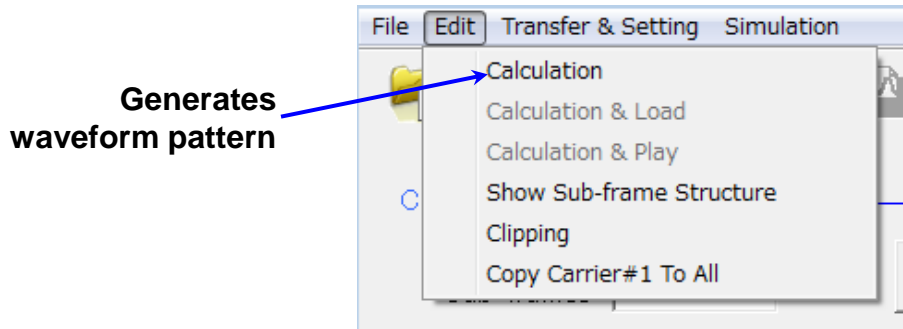 File Edit Transfer & Setting Simulation
Generates
waveform pattern
Calculation
Calculation & Load
Calculation & Play
Show Sub-frame Structure
Clipping
Copy Carrier#1 To All